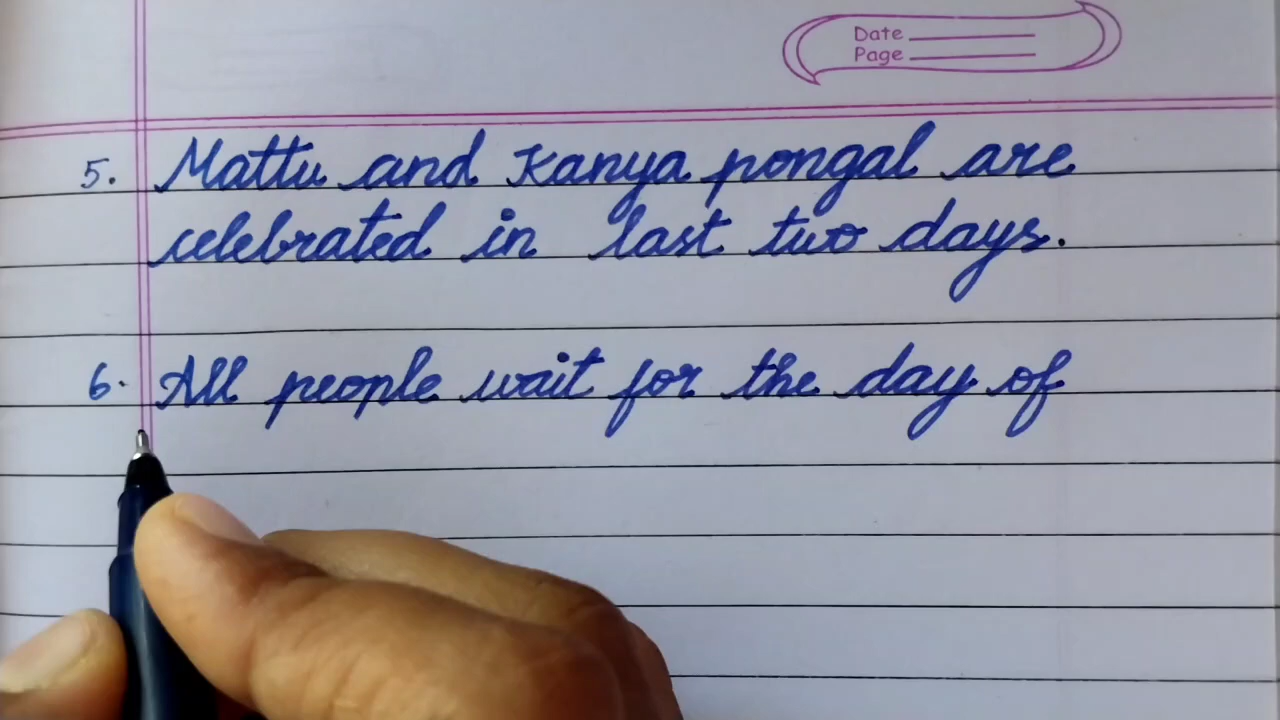 Date
Page
5. Mattu and Kanya pongal are
celebrated in last two days.
6. All people wait for the day of